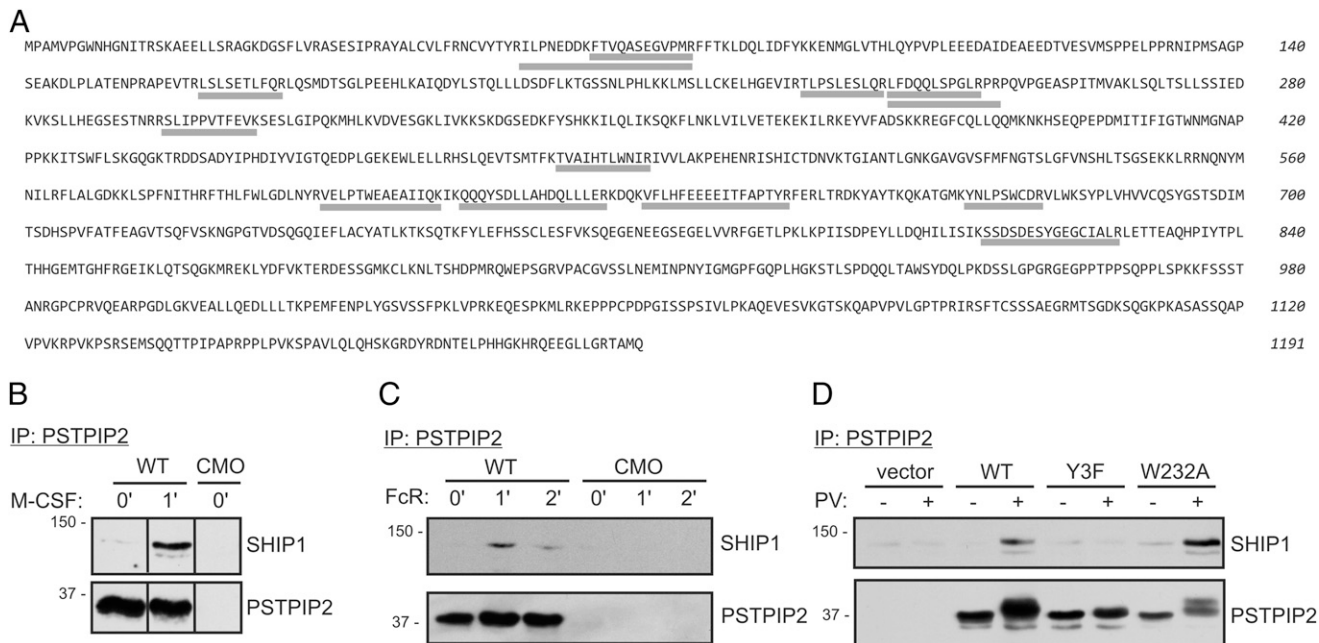 A
MPAMVPGWNHGNITRSKAEELLSRAGKDGSFLVRASESIPRAYALCVLFRNCVYTYRILPNEDDKFTVQASEGVPMRFFTKLDQLIDFYKKENMGLVTHLQYPVPLEEEDAIDEAEEDTVESVMSPPELPPRNIPMSAGP 140
SEAKDLPLATENPRAPEVTRLSLSETLFQRLQSMDTSGLPEEHLKAIQDYLSTQLLLDSDFLKTGSSNLPHLKKLMSLLCKELHGEVIRTLPSLESLQRLFDQQLSPGLRPRPQVPGEASPITMVAKLSQLTSLLSSIED 280
KVKSLLHEGSESTNRRSLIPPVTFEVKSESLGIPQKMHLKVDVESGKLIVKKSKDGSEDKFYSHKKILQLIKSQKFLNKLVILVETEKEKILRKEYVFADSKKREGFCQLLQQMKNKHSEQPEPDMITIFIGTWNMGNAP 420
PPKKITSWFLSKGQGKTRDDSADYIPHDIYVIGTQEDPLGEKEWLELLRHSLQEVTSMTFKTVAIHTLWNIRIVVLAKPEHENRISHICTDNVKTGIANTLGNKGAVGVSFMFNGTSLGFVNSHLTSGSEKKLRRNQNYM 560
NILRFLALGDKKLSPFNITHRFTHLFWLGDLNYRVELPTWEAEAIIQKIKQQQYSDLLAHDQLLLERKDQKVFLHFEEEEITFAPTYRFERLTRDKYAYTKQKATGMKYNLPSWCDRVLWKSYPLVHVVCQSYGSTSDIM 700
TSDHSPVFATFEAGVTSQFVSKNGPGTVDSQGQIEFLACYATLKTKSQTKFYLEFHSSCLESFVKSQEGENEEGSEGELVVRFGETLPKLKPIISDPEYLLDQHILISIKSSDSDESYGEGCIALRLETTEAQHPIYTPL 840
THHGEMTGHFRGEIKLQTSQGKMREKLYDFVKTERDESSGMKCLKNLTSHDPMRQWEPSGRVPACGVSSLNEMINPNYIGMGPFGQPLHGKSTLSPDQQLTAWSYDQLPKDSSLGPGRGEGPPTPPSQPPLSPKKFSSST 980
ANRGPCPRVQEARPGDLGKVEALLQEDLLLTKPEMFENPLYGSVSSFPKLVPRKEQESPKMLRKEPPPCPDPGISSPSIVLPKAQEVESVKGTSKQAPVPVLGPTPRIRSFTCSSSAEGRMTSGDKSQGKPKASASSQAP 1120
VPVKRPVKPSRSEMSQQTTPIPAPRPPLPVKSPAVLQLQHSKGRDYRDNTELPHHGKHRQEEGLLGRTAMQ 1191
B
IP: PSTPIP2
WT CMO
M-CSF: 0' 1' 0'
150 -
SHIP1
37 -
PSTPIP2
C
IP: PSTPIP2
WT CMO
FcR: 0' 1' 2' 0' 1' 2'
150 -
SHIP1
37 -
PSTPIP2
D
IP: PSTPIP2
vector WT Y3F W232A
PV: - + - + - + - +
150 -
SHIP1
37 -
PSTPIP2